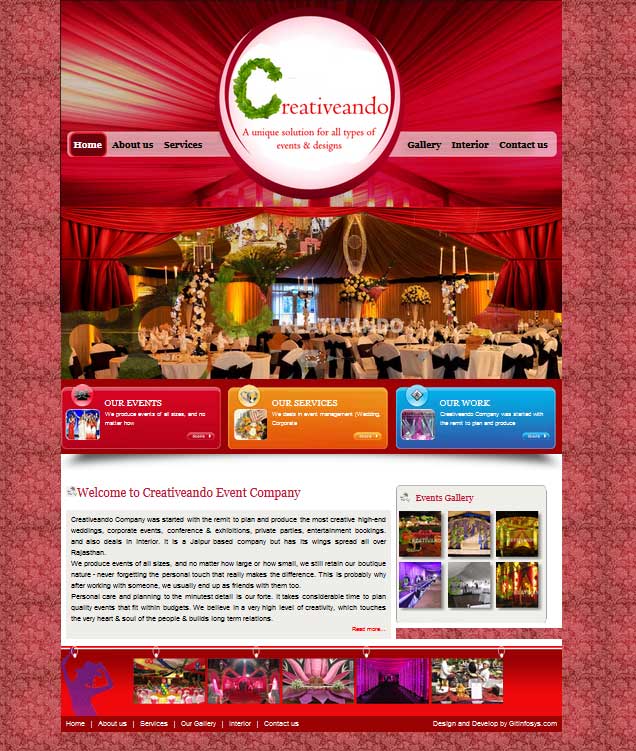 Creativeando
A unique solution for all types of
events & designs
Home About us Services
Gallery Interior Contact us
CREATIVANDO
OUR EVENTS
We produce events of all sizes, and no
matter how
more
OUR SERVICES
We deals in event management (Wedding,
Corporate
more
OUR WORK
Creativeando Company was started with
the remit to plan and produce
more
Welcome to Creativeando Event Company
Creativeando Company was started with the remit to plan and produce the most creative high-end
weddings, corporate events, conference & exhibitions, private parties, entertainment bookings.
and also deals in interior. It is a Jaipur based company but has its wings spread all over
Rajasthan.
We produce events of all sizes, and no matter how large or how small, we still retain our boutique
nature - never forgetting the personal touch that really makes the difference. This is probably why
after working with someone, we usually end up as friends with them too.
Personal care and planning to the minutest detail is our forte. It takes considerable time to plan
quality events that fit within budgets. We believe in a very high level of creativity, which touches
the very heart & soul of the people & builds long term relations.
Read more...
Events Gallery
Home | About us | Services | Our Gallery | Interior | Contact us
Design and Develop by GitInfosys.com